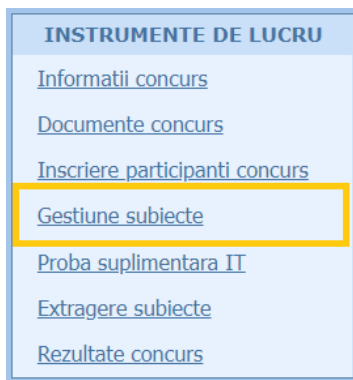 INSTRUMENTE DE LUCRU
Informatii concurs
Documente concurs
Inscriere participanti concurs
Gestiune subiecte
Proba suplimentara IT
Extragere subiecte
Rezultate concurs